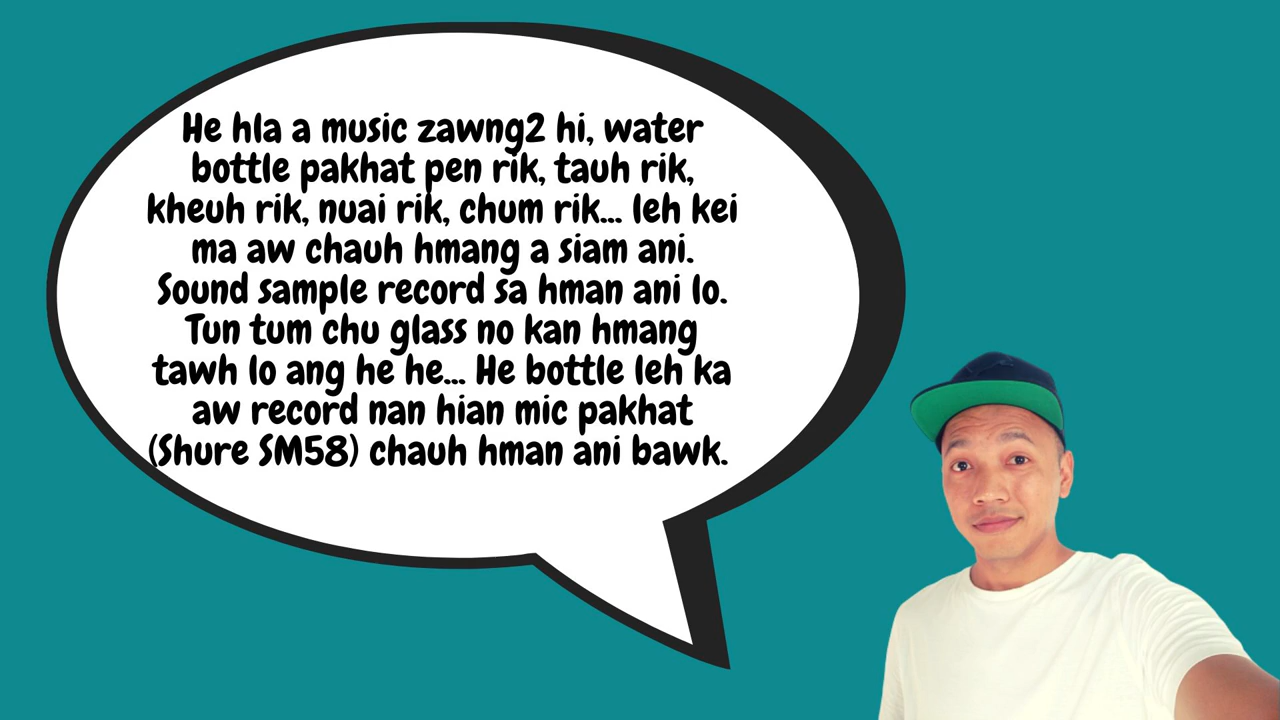 He hla a music zawng2 hi, water
bottle pakhat pen rik, tauh rik,
kheuh rik, nuai rik, chum rik... leh kei
ma aw chauh hmang a siam ani.
Sound sample record sa hman ani lo.
Tun tum chu glass no kan hmang
tawh lo ang he he... He bottle leh ka
aw record nan hian mic pakhat
(Shure SM58) chauh hman ani bawk.